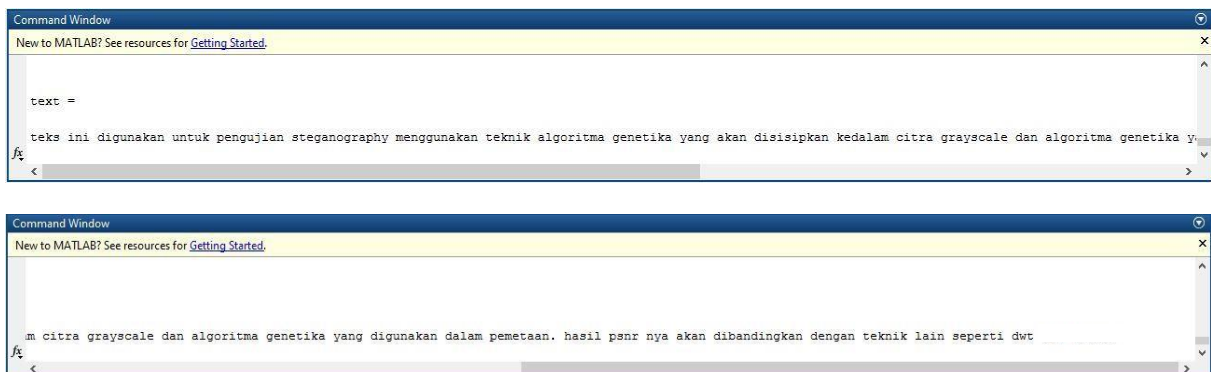 Command Window
New to MATLAB? See resources for Getting Started.
text =
teks ini digunakan untuk pengujian steganography menggunakan teknik algoritma genetika yang akan disisipkan kedalam citra grayscale dan algoritma genetika
fx
Command Window
New to MATLAB? See resources for Getting Started.
citra grayscale dan algoritma genetika yang digunakan dalam pemetaan. hasil psnr nya akan dibandingkan dengan teknik lain seperti dwt
fx